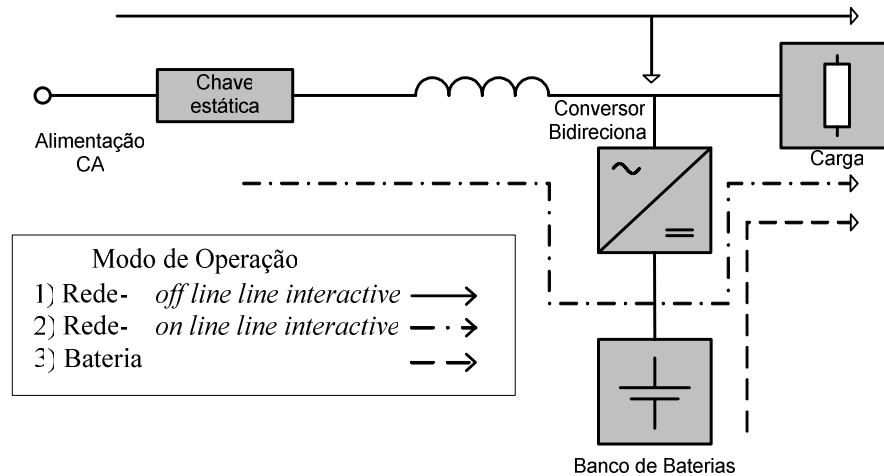 Chave
estática
Alimentação
CA
Conversor
Bidireciona
Carga
Modo de Operação
1) Rede- off line line interactive
2) Rede- on line line interactive
3) Bateria
Banco de Baterias